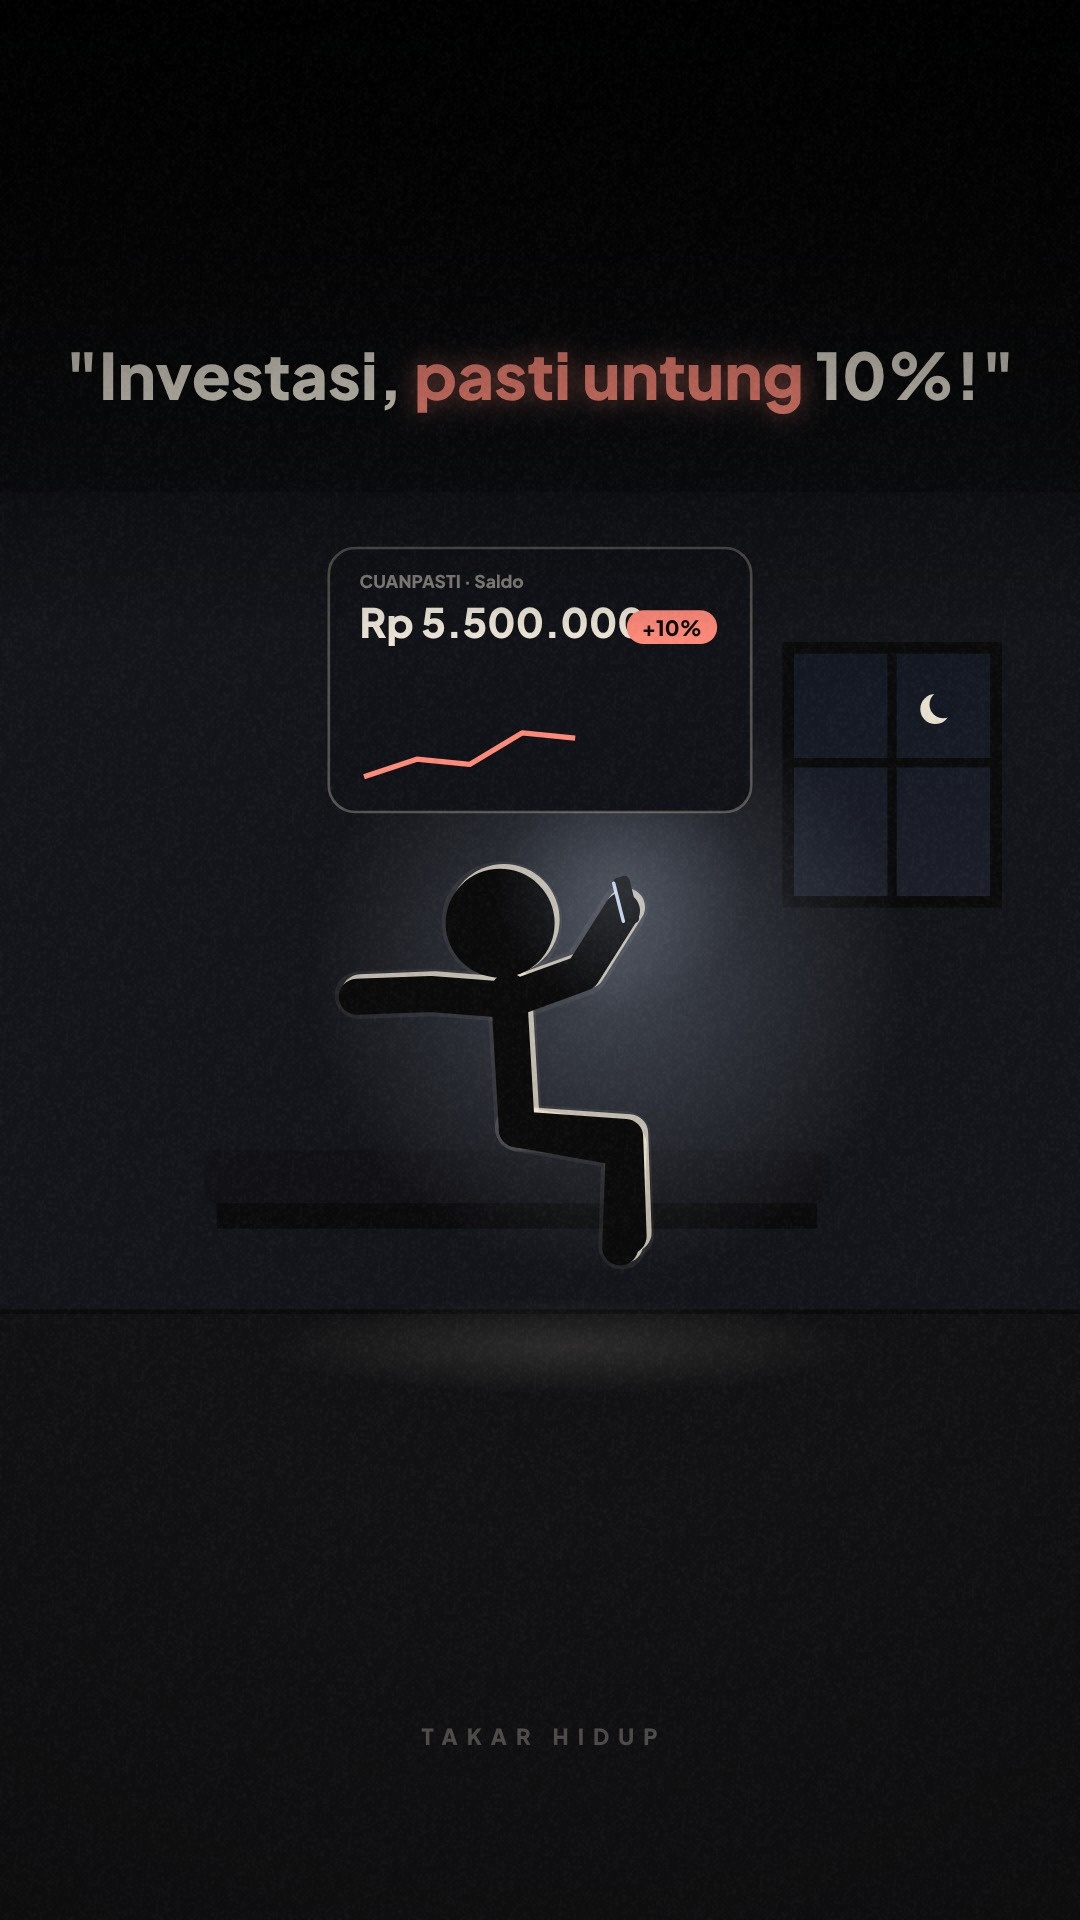 "Investasi, pasti untung 10%!"
CUANPASTI · Saldo
Rp 5.500.000
+10%
TAKAR HIDUP